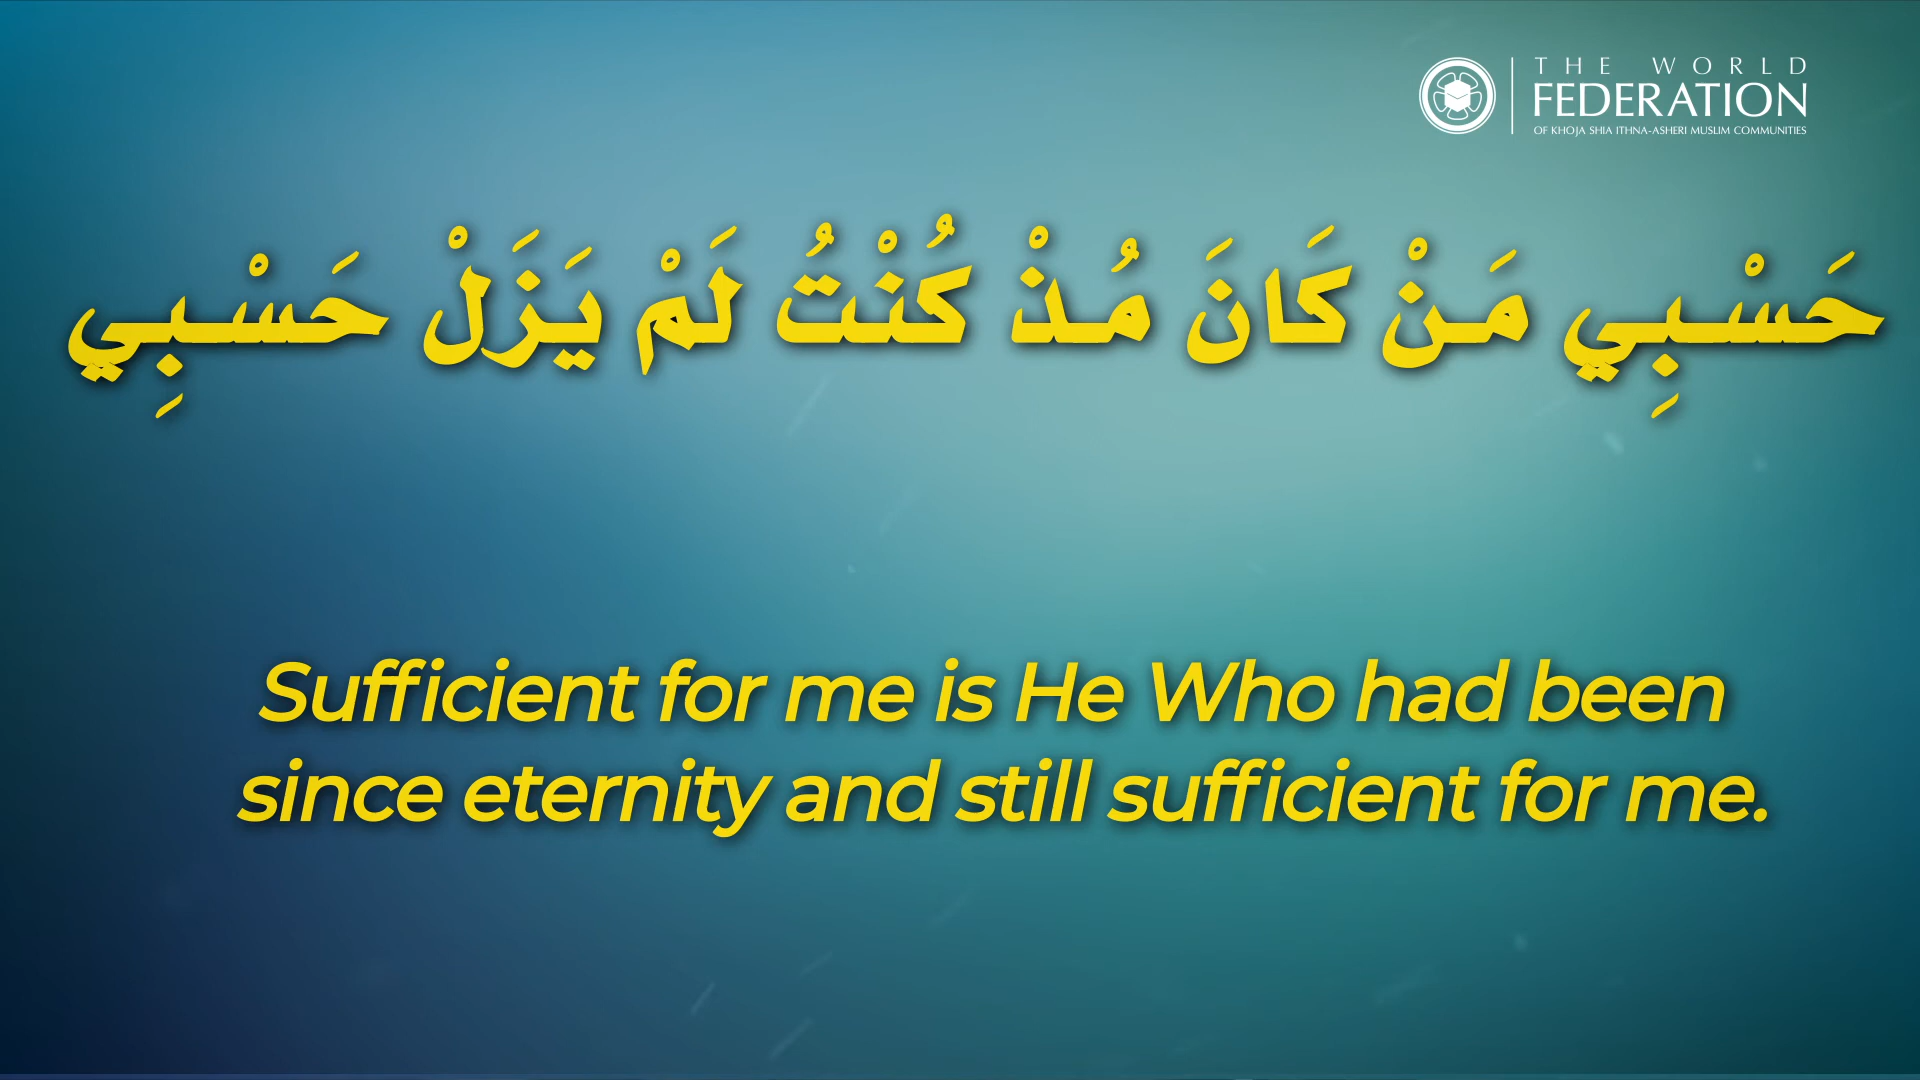 THE WORLD
FEDERATION
OF KHOJA SHIA ITHNA-ASHERI MUSLIM COMMUNITIES
حَسْبِي مَنْ كَانَ مُذْ كُنْتُ لَمْ يَزَلْ حَسْبِي
Sufficient for me is He Who had been
since eternity and still sufficient for me.